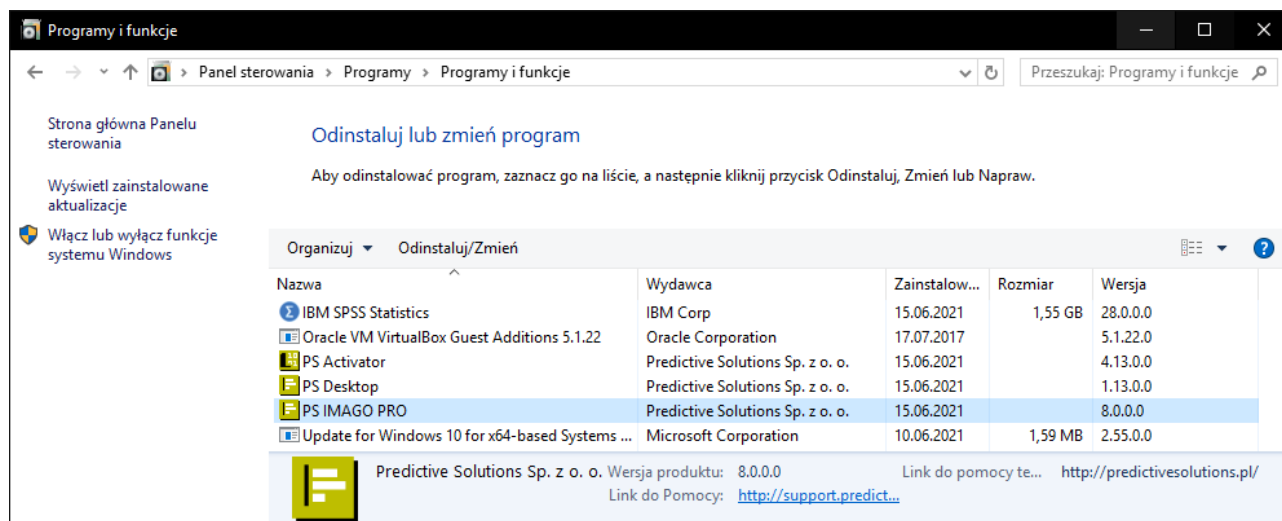 Programy i funkcje
Panel sterowania > Programy > Programy i funkcje
Przeszukaj: Programy i funkcje
Strona główna Panelu
sterowania
Wyświetl zainstalowane
aktualizacje
Włącz lub wyłącz funkcje
systemu Windows
Odinstaluj lub zmień program
Aby odinstalować program, zaznacz go na liście, a następnie kliknij przycisk Odinstaluj, Zmień lub Napraw.
Organizuj Odinstaluj/Zmień
Nazwa Wydawca Zainstalow... Rozmiar Wersja
IBM SPSS Statistics IBM Corp 15.06.2021 1,55 GB 28.0.0.0
Oracle VM VirtualBox Guest Additions 5.1.22 Oracle Corporation 17.07.2017 5.1.22.0
PS Activator Predictive Solutions Sp. z o. o. 15.06.2021 4.13.0.0
PS Desktop Predictive Solutions Sp. z o. o. 15.06.2021 1.13.0.0
PS IMAGO PRO Predictive Solutions Sp. z o. o. 15.06.2021 8.0.0.0
Update for Windows 10 for x64-based Systems ... Microsoft Corporation 10.06.2021 1,59 MB 2.55.0.0
Predictive Solutions Sp. z o. o. Wersja produktu: 8.0.0.0 Link do pomocy te... http://predictivesolutions.pl/
Link do Pomocy: http://support.predict...